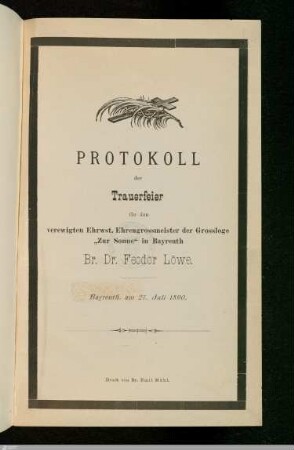 PROTOKOLL
der
Trauerfeier
für den
verewigten Ehrwst. Ehrengrossmeister der Grossloge
„Zur Sonne“ in Bayreuth
Br. Dr. Feodor Löwe.
Bayreuth, am 27. Juli 1890.
Druck von Br. Emil Mühl.